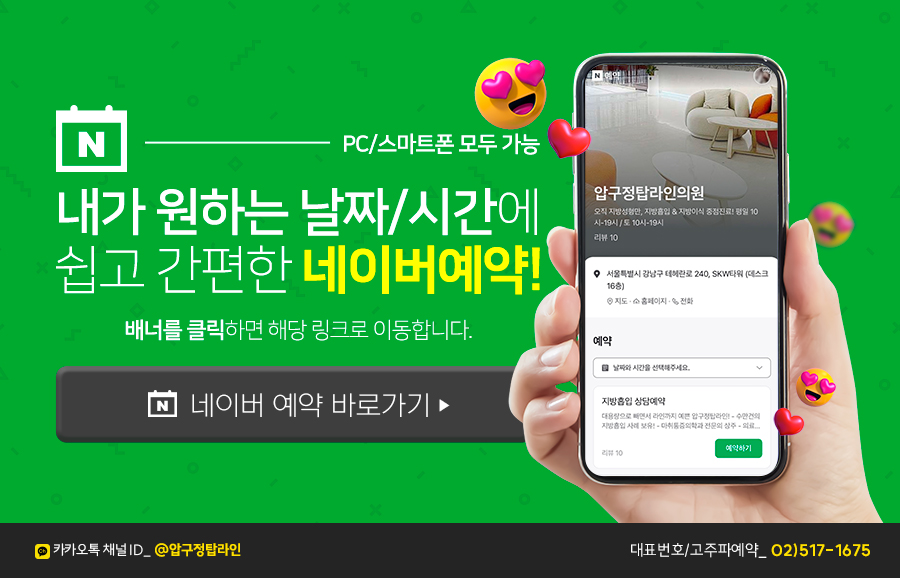 N
PC/스마트폰 모두 가능
내가 원하는 날짜/시간에
쉽고 간편한 네이버예약!
배너를 클릭하면 해당 링크로 이동합니다.
N 네이버 예약 바로가기 ▶
N 예약
압구정탑라인의원
오직 지방성형만, 지방흡입 & 지방이식 중점진료! 평일 10
시-19시 / 토 10시-19시
리뷰 10
서울특별시 강남구 테헤란로 240, SKW타워 (데스크
16층)
지도 · 홈페이지 · 전화
예약
날짜와 시간을 선택해주세요.
지방흡입 상담예약
대용량으로 빼면서 라인까지 예쁜 압구정탑라인! - 수만건의
지방흡입 사례 보유! - 마취통증의학과 전문의 상주 - 의료...
리뷰 10
예약하기
카카오톡 채널 ID_ @압구정탑라인
대표번호/고주파예약_ 02)517-1675